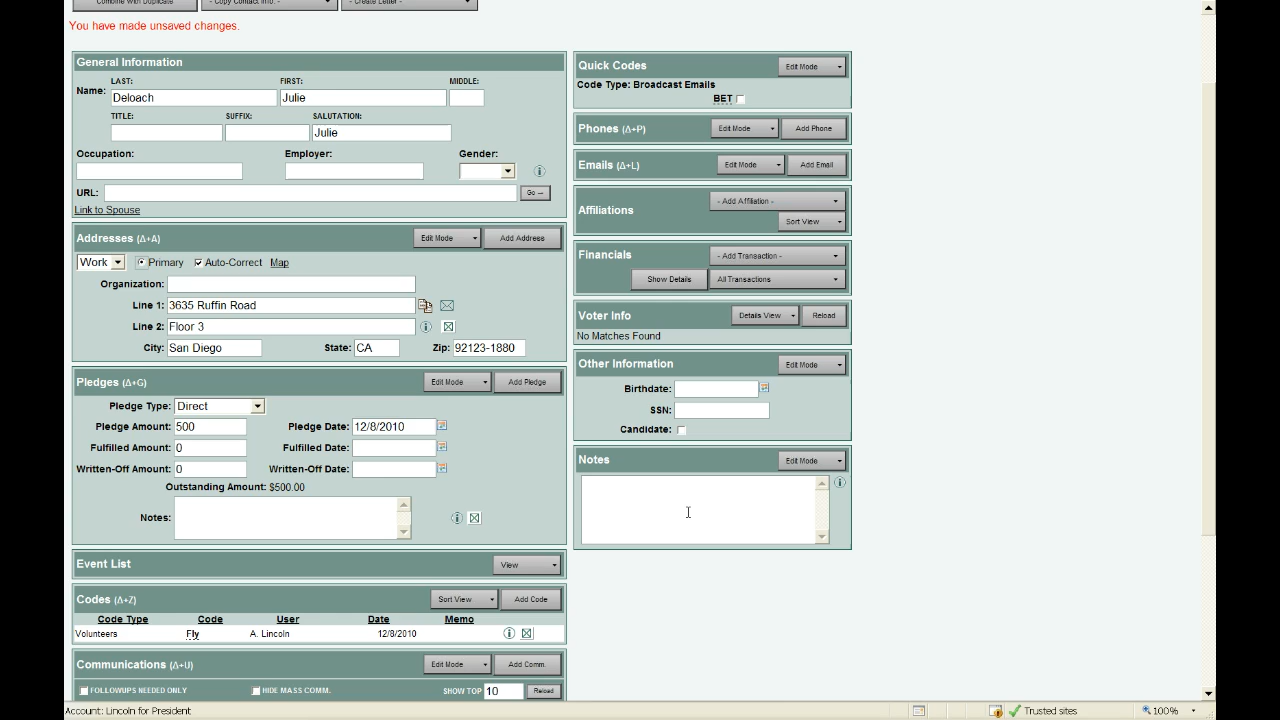 Combine With Duplicate
- Copy Contact Info. -
- Create Letter -
You have made unsaved changes.
General Information
LAST: FIRST: MIDDLE:
Name: Deloach Julie
TITLE: SUFFIX: SALUTATION:
Julie
Occupation: Employer: Gender:
URL: Go
Link to Spouse
Addresses (Δ+A) Edit Mode Add Address
Work Primary Auto-Correct Map
Organization:
Line 1: 3635 Ruffin Road
Line 2: Floor 3
City: San Diego State: CA Zip: 92123-1880
Pledges (Δ+G) Edit Mode Add Pledge
Pledge Type: Direct
Pledge Amount: 500 Pledge Date: 12/8/2010
Fulfilled Amount: 0 Fulfilled Date:
Written-Off Amount: 0 Written-Off Date:
Outstanding Amount: $500.00
Notes:
Event List View
Codes (Δ+Z) Sort View Add Code
Code Type Code User Date Memo
Volunteers Fly A. Lincoln 12/8/2010
Communications (Δ+U) Edit Mode Add Comm.
FOLLOWUPS NEEDED ONLY HIDE MASS COMM. SHOW TOP 10 Reload
Quick Codes Edit Mode
Code Type: Broadcast Emails
BET
Phones (Δ+P) Edit Mode Add Phone
Emails (Δ+L) Edit Mode Add Email
Affiliations - Add Affiliation -
Sort View
Financials - Add Transaction -
Show Details All Transactions
Voter Info Details View Reload
No Matches Found
Other Information Edit Mode
Birthdate:
SSN:
Candidate:
Notes Edit Mode
Account: Lincoln for President Trusted sites 100%